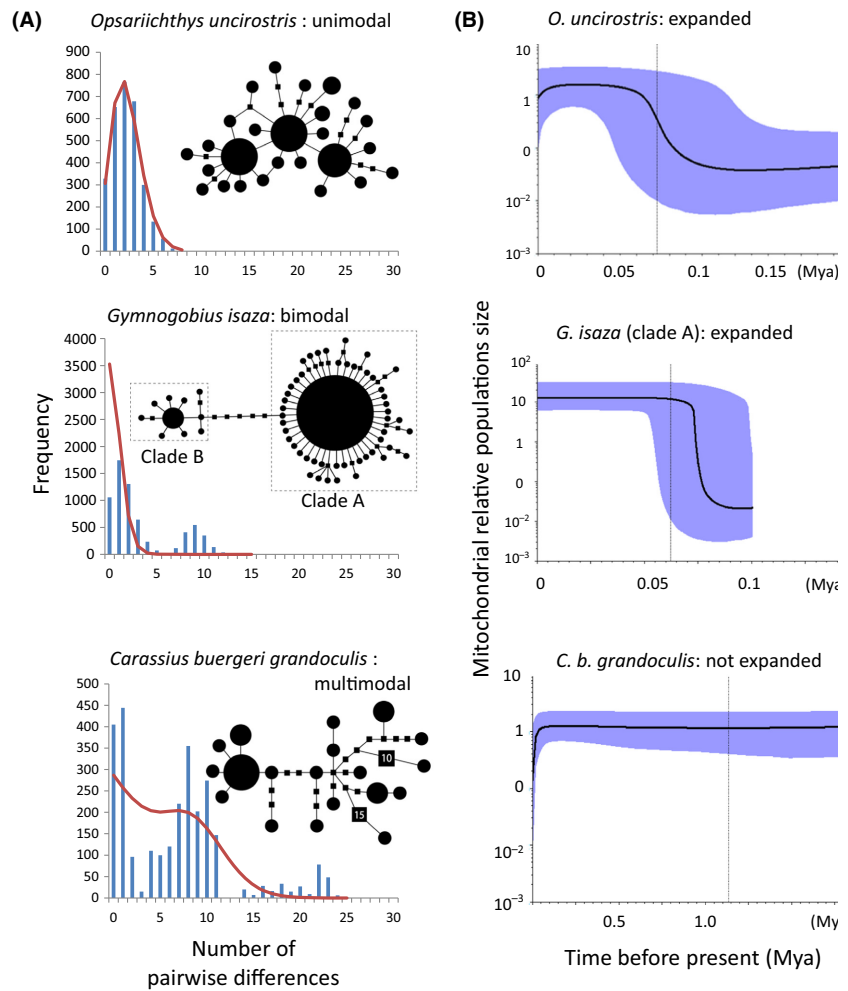 (A)
Opsariichthys uncirostris : unimodal
900
800
700
600
500
400
300
200
100
0
0 5 10 15 20 25 30
Gymnogobius isaza: bimodal
4000
3500
3000
2500
2000
1500
1000
500
0
Clade B
Clade A
0 5 10 15 20 25 30
Frequency
Carassius buergeri grandoculis :
multimodal
500
450
400
350
300
250
200
150
100
50
0
10
15
0 5 10 15 20 25 30
Number of
pairwise differences
(B)
O. uncirostris: expanded
10
1
0
10⁻²
10⁻³
0 0.05 0.1 0.15 (Mya)
G. isaza (clade A): expanded
10²
10
1
0
10⁻²
10⁻³
0 0.05 0.1 (Mya
Mitochondrial relative populations size
C. b. grandoculis: not expanded
10
1
0
10⁻²
10⁻³
0.5 1.0 (My
Time before present (Mya)